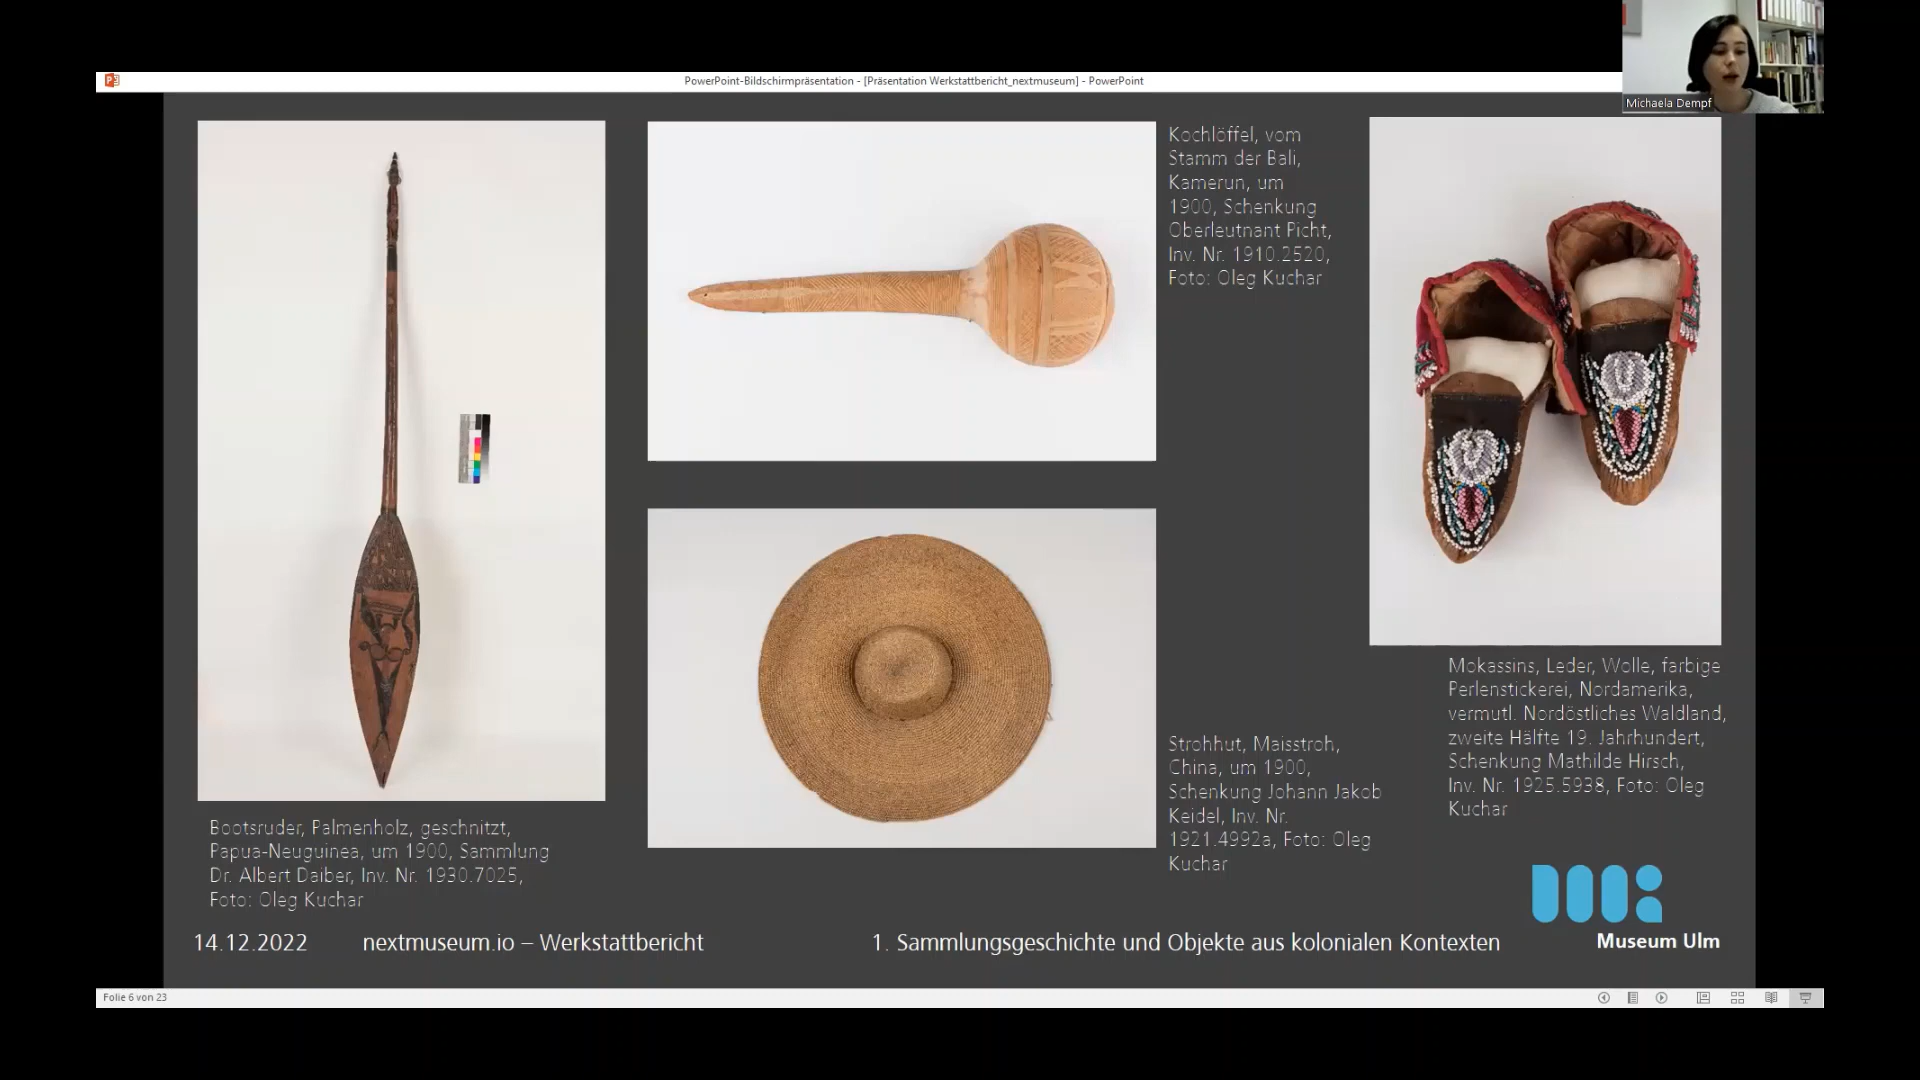 Michaela Dempf
PowerPoint-Bildschirmpräsentation - [Präsentation Werkstattbericht_nextmuseum] - PowerPoint
Bootsruder, Palmenholz, geschnitzt,
Papua-Neuguinea, um 1900, Sammlung
Dr. Albert Daiber, Inv. Nr. 1930.7025,
Foto: Oleg Kuchar
Kochlöffel, vom
Stamm der Bali,
Kamerun, um
1900, Schenkung
Oberleutnant Picht,
Inv. Nr. 1910.2520,
Foto: Oleg Kuchar
Strohhut, Maisstroh,
China, um 1900,
Schenkung Johann Jakob
Keidel, Inv. Nr.
1921.4992a, Foto: Oleg
Kuchar
Mokassins, Leder, Wolle, farbige
Perlenstickerei, Nordamerika,
vermutl. Nordöstliches Waldland,
zweite Hälfte 19. Jahrhundert,
Schenkung Mathilde Hirsch,
Inv. Nr. 1925.5938, Foto: Oleg
Kuchar
14.12.2022 nextmuseum.io – Werkstattbericht 1. Sammlungsgeschichte und Objekte aus kolonialen Kontexten
Museum Ulm
Folie 6 von 23